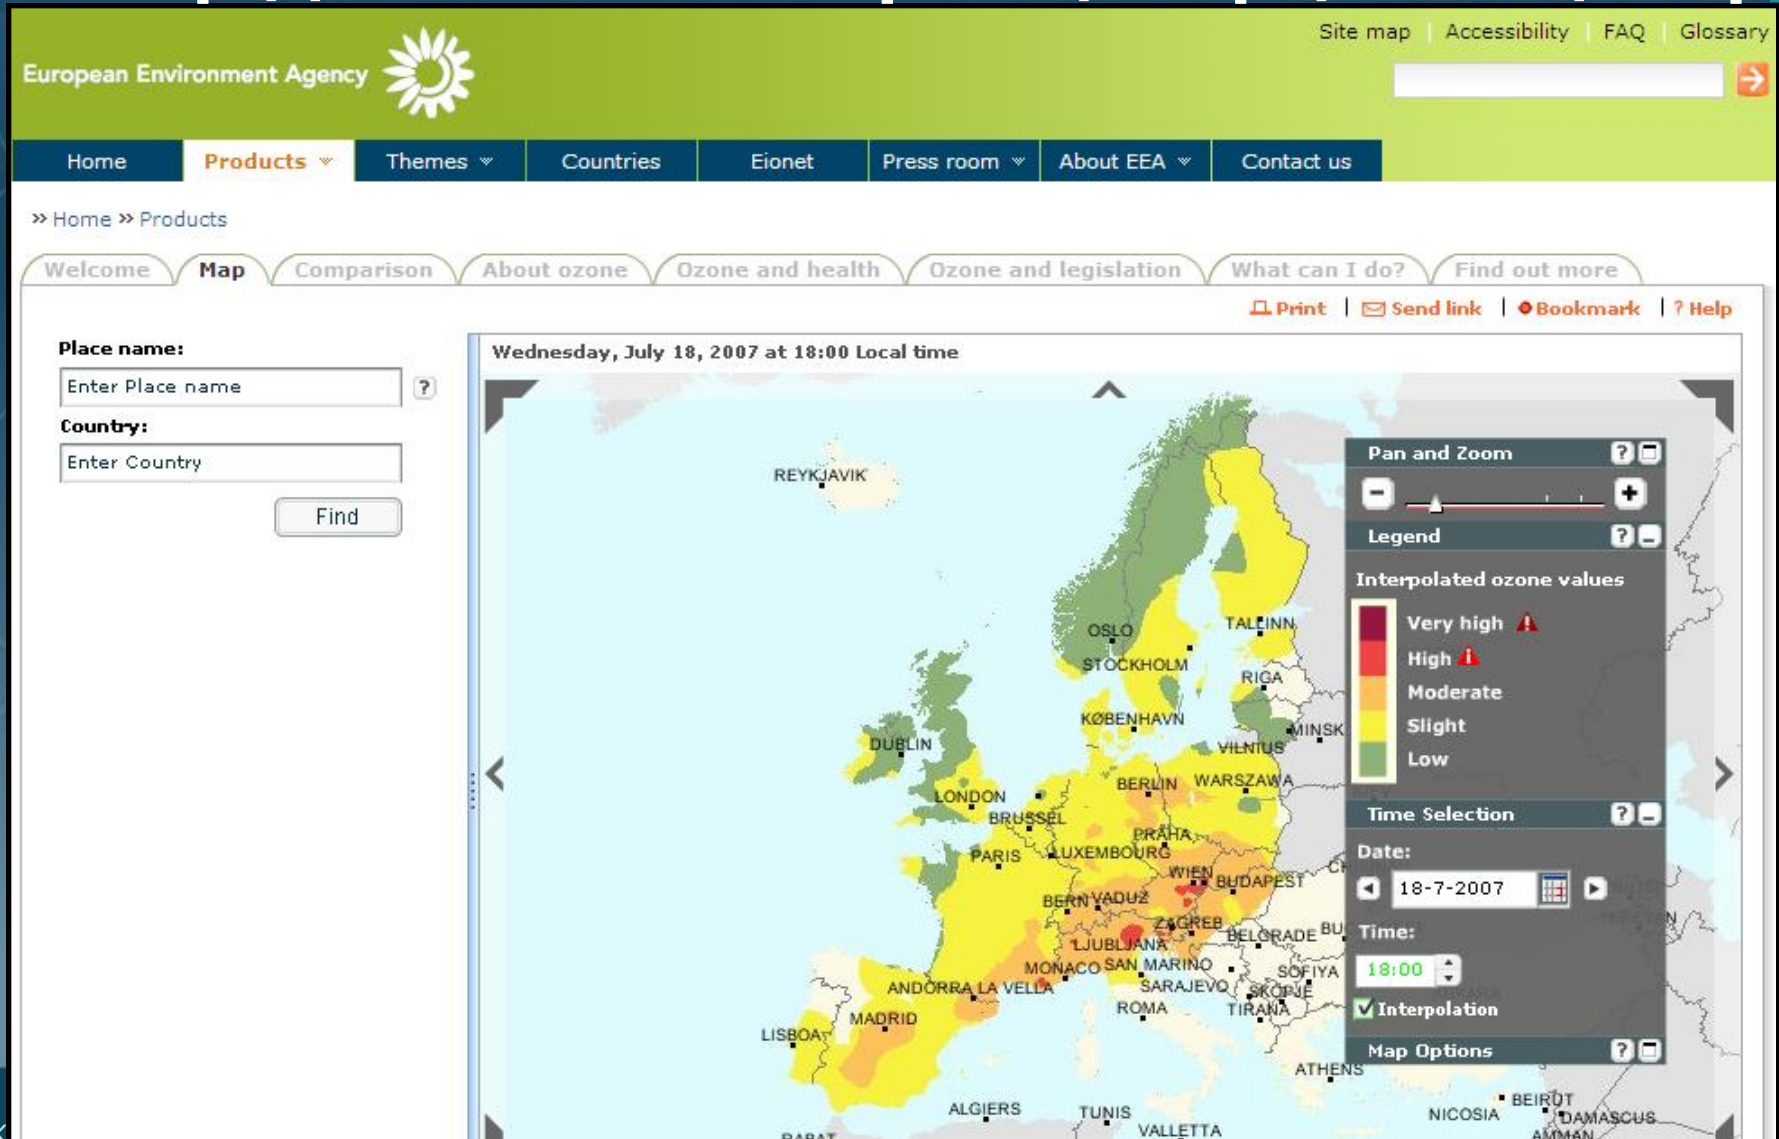 Site map Accessibility FAQ Glossary
European Environment Agency
Home Products Themes Countries Eionet Press room About EEA Contact us
» Home » Products
Welcome Map Comparison About ozone Ozone and health Ozone and legislation What can I do? Find out more
Print Send link Bookmark ? Help
Place name:
Enter Place name ?
Country:
Enter Country
Find
Wednesday, July 18, 2007 at 18:00 Local time
REYKJAVIK
OSLO
TALLINN
STOCKHOLM
RIGA
KØBENHAVN
MINSK
DUBLIN
VILNIUS
BERLIN
WARSZAWA
LONDON
BRUSSEL
PRAHA
PARIS
LUXEMBOURG
WIEN
BUDAPEST
BERN
VADUZ
ZAGREB
BELGRADE
BU
LJUBLJANA
MONACO
SAN MARINO
SOFIYA
ANDORRA LA VELLA
SARAJEVO
SKOPJE
ROMA
TIRANA
MADRID
LISBOA
ATHENS
ALGIERS
TUNIS
VALLETTA
NICOSIA
BEIRUT
DAMASCUS
AMMAN
RABAT
Pan and Zoom ?
Legend ?
Interpolated ozone values
Very high
High
Moderate
Slight
Low
Time Selection ?
Date:
18-7-2007
Time:
18:00
Interpolation
Map Options ?